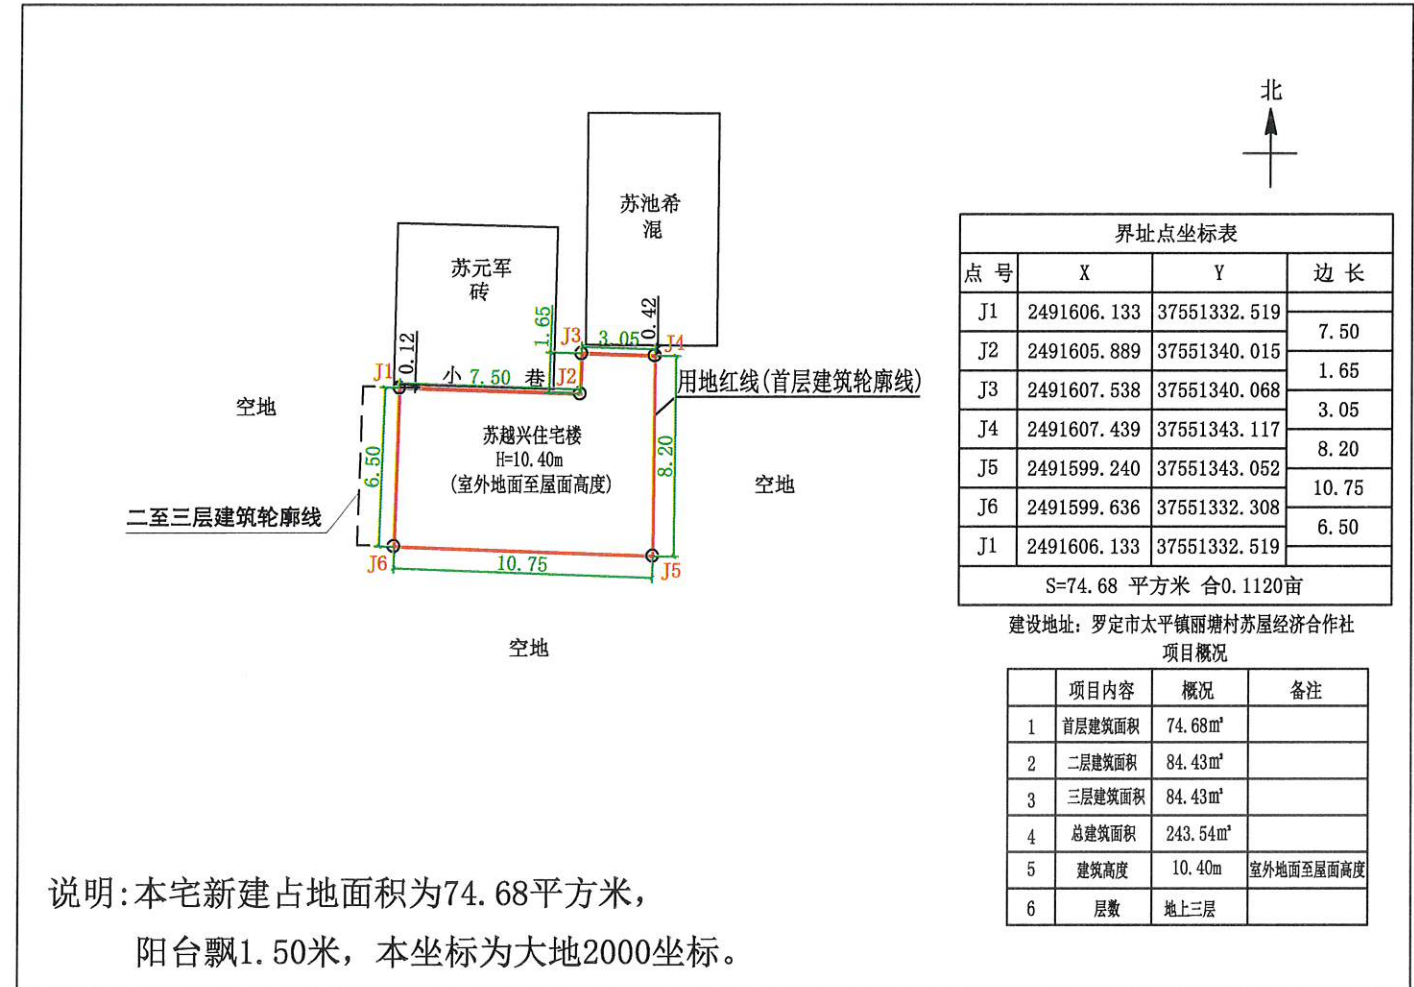 北
苏池希
混
苏元军
砖
1.65
0.42
0.12
J3
3.05
J4
J1
小 7.50 巷
J2
用地红线(首层建筑轮廓线)
空地
苏越兴住宅楼
H=10.40m
(室外地面至屋面高度)
6.50
8.20
空地
二至三层建筑轮廓线
J6
10.75
J5
空地
界址点坐标表
点 号 X Y 边 长
J1 2491606.133 37551332.519
7.50
J2 2491605.889 37551340.015
1.65
J3 2491607.538 37551340.068
3.05
J4 2491607.439 37551343.117
8.20
J5 2491599.240 37551343.052
10.75
J6 2491599.636 37551332.308
6.50
J1 2491606.133 37551332.519
S=74.68 平方米 合0.1120亩
建设地址：罗定市太平镇丽塘村苏屋经济合作社
项目概况
项目内容 概况 备注
1 首层建筑面积 74.68㎡
2 二层建筑面积 84.43㎡
3 三层建筑面积 84.43㎡
4 总建筑面积 243.54㎡
5 建筑高度 10.40m 室外地面至屋面高度
6 层数 地上三层
说明:本宅新建占地面积为74.68平方米，
阳台飘1.50米，本坐标为大地2000坐标。